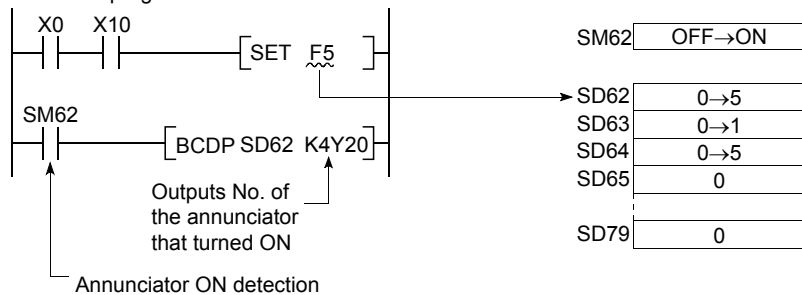 X0 X10
SET F5
SM62
BCDP SD62 K4Y20
Outputs No. of
the annunciator
that turned ON
Annunciator ON detection
SM62 OFF→ON
SD62 0→5
SD63 0→1
SD64 0→5
SD65 0
SD79 0